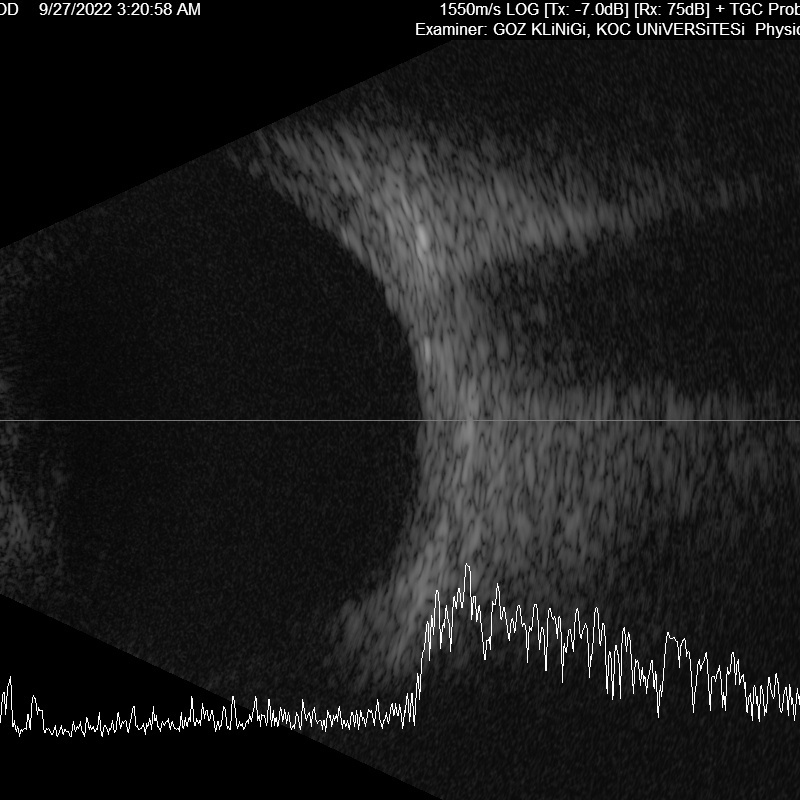 OD 9/27/2022 3:20:58 AM 1550m/s LOG [Tx: -7.0dB] [Rx: 75dB] + TGC
Examiner: GOZ KLiNiGi, KOC UNiVERSiTESi